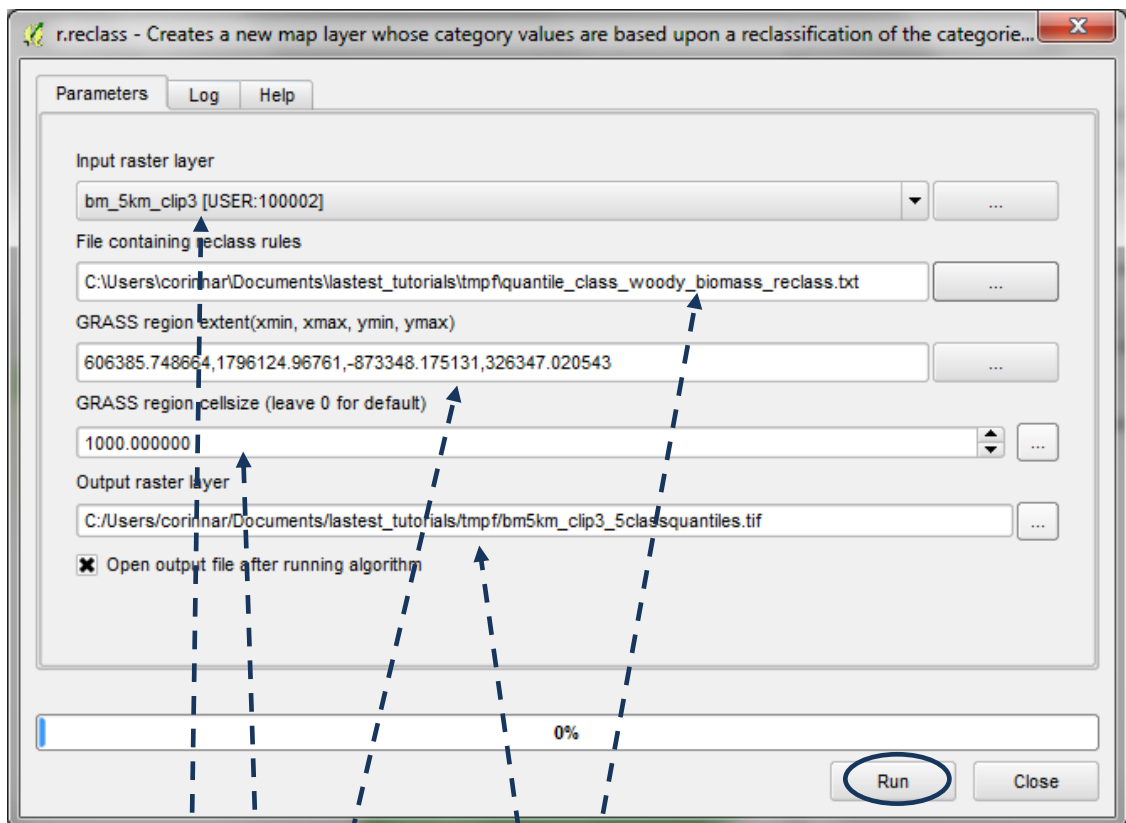 r.reclass - Creates a new map layer whose category values are based upon a reclassification of the categorie...
Parameters Log Help
Input raster layer
bm_5km_clip3 [USER:100002] ...
File containing reclass rules
C:\Users\corinnar\Documents\lastest_tutorials\tmpf\quantile_class_woody_biomass_reclass.txt ...
GRASS region extent(xmin, xmax, ymin, ymax)
606385.748664,1796124.96761,-873348.175131,326347.020543 ...
GRASS region cellsize (leave 0 for default)
1000.000000 ...
Output raster layer
C:/Users/corinnar/Documents/lastest_tutorials/tmpf/bm5km_clip3_5classquantiles.tif ...
Open output file after running algorithm
0%
Run Close